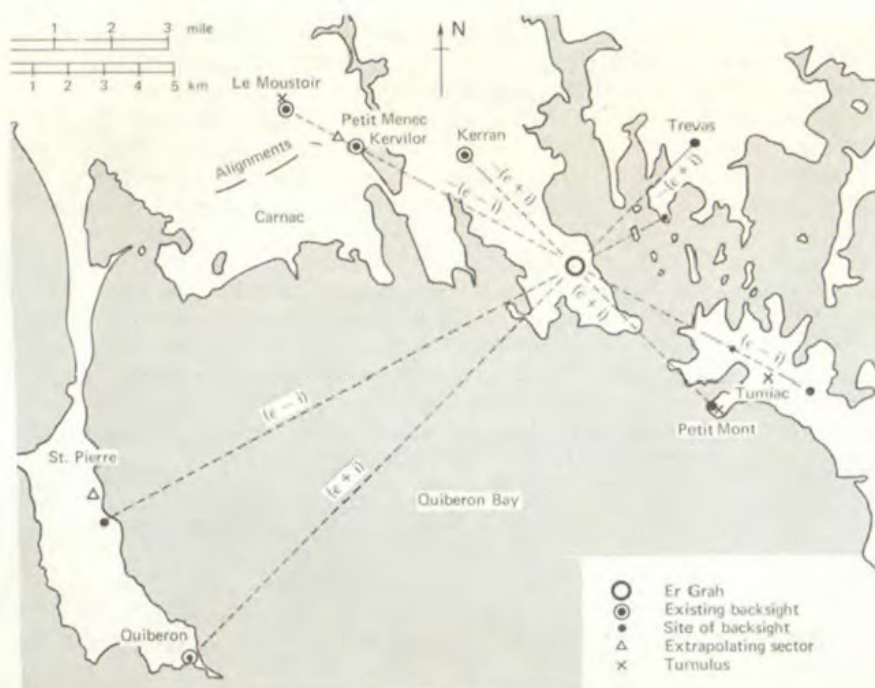 1 2 3 mile
1 2 3 4 5 km
N
Le Moustoir
Petit Menec
Kervilor
Kerran
Trevas
Alignments
Carnac
-(ϵ - i)
-(ϵ + i)
-(ϵ + i)
(ϵ + i)
(ϵ - i)
Tumiac
Petit Mont
(ϵ - i)
St. Pierre
(ϵ + i)
Quiberon Bay
Quiberon
Er Grah
Existing backsight
Site of backsight
Extrapolating sector
Tumulus